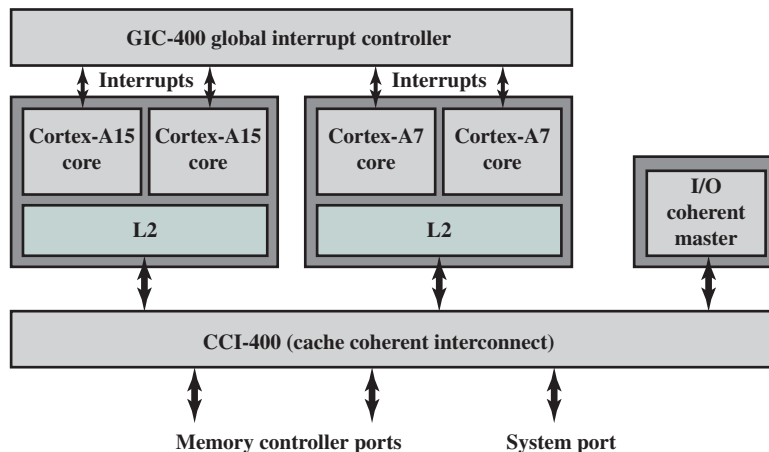 GIC-400 global interrupt controller
Interrupts
Interrupts
Cortex-A15
core
Cortex-A15
core
Cortex-A7
core
Cortex-A7
core
L2
L2
I/O
coherent
master
CCI-400 (cache coherent interconnect)
Memory controller ports
System port